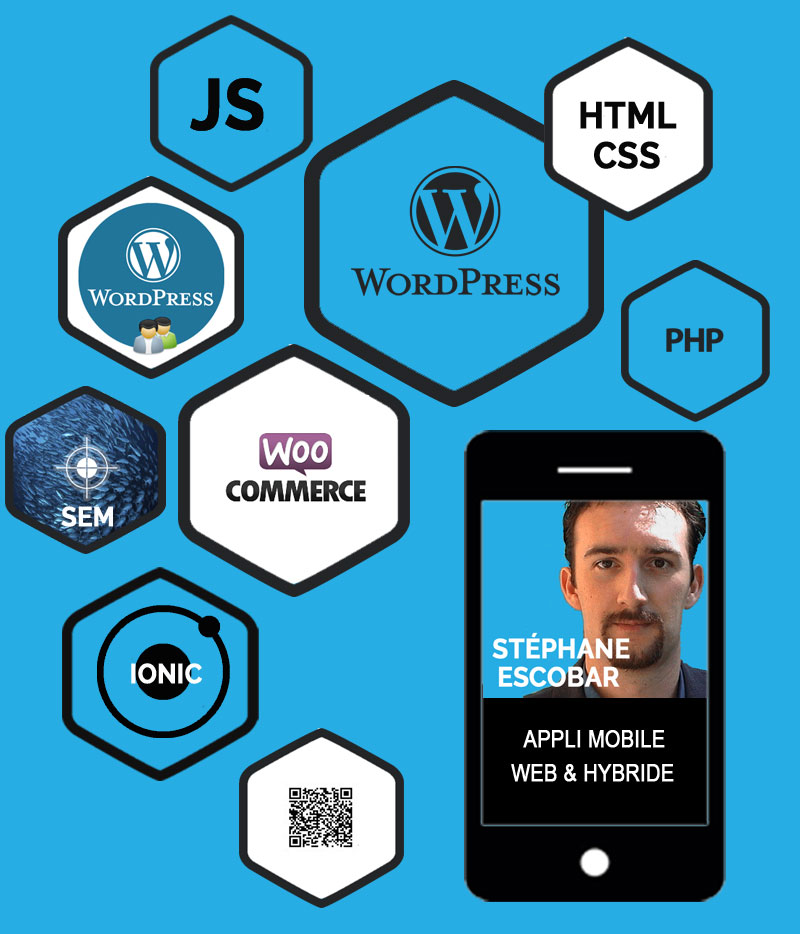 JS
HTML
CSS
WORDPRESS
WORDPRESS
PHP
WOO
COMMERCE
SEM
IONIC
STÉPHANE
ESCOBAR
APPLI MOBILE
WEB & HYBRIDE